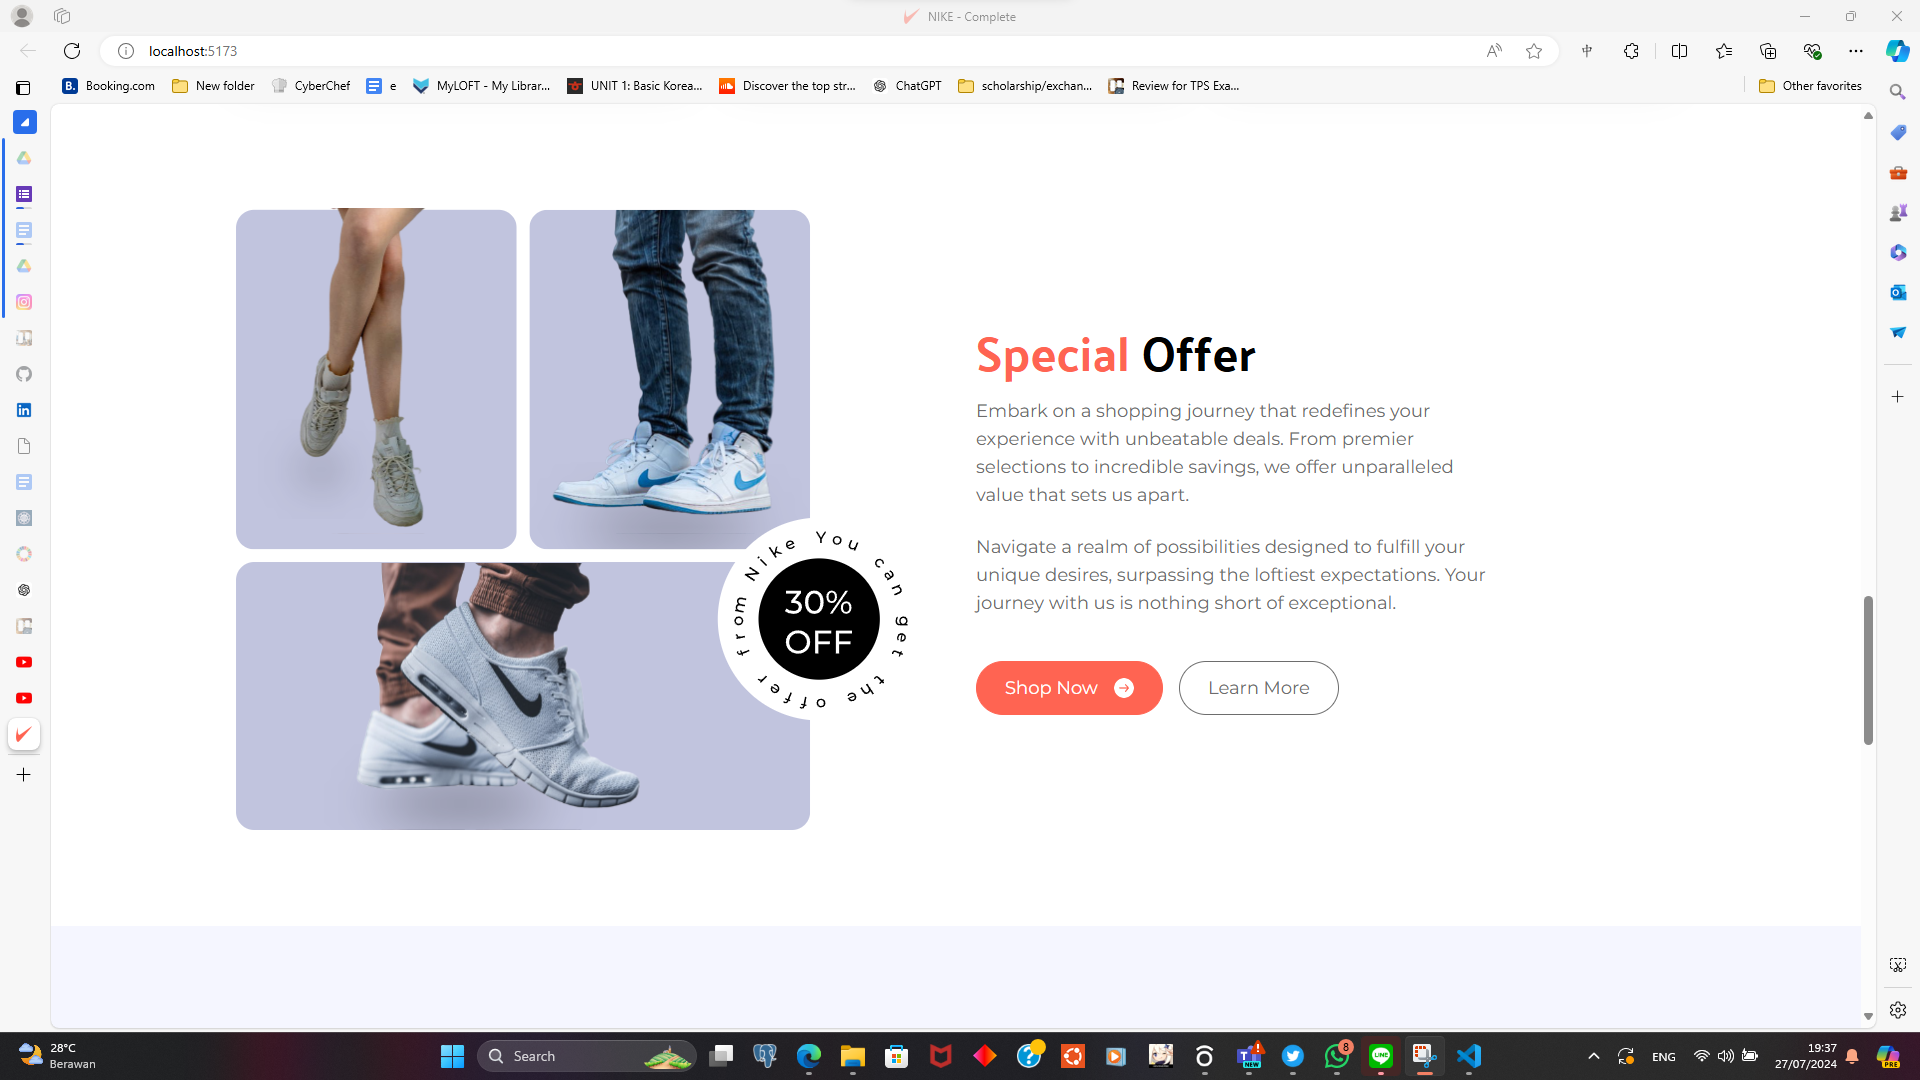 NIKE - Complete
localhost:5173
Booking.com
New folder
CyberChef
e
MyLOFT - My Librar...
UNIT 1: Basic Korea...
Discover the top str...
ChatGPT
scholarship/exchan...
Review for TPS Exa...
Other favorites
Special Offer
Embark on a shopping journey that redefines your
experience with unbeatable deals. From premier
selections to incredible savings, we offer unparalleled
value that sets us apart.
Navigate a realm of possibilities designed to fulfill your
unique desires, surpassing the loftiest expectations. Your
journey with us is nothing short of exceptional.
You can get the offer from Nike
30%
OFF
Shop Now
Learn More
28°C
Berawan
Search
NEW
8
LINE
ENG
19:37
27/07/2024
PRE